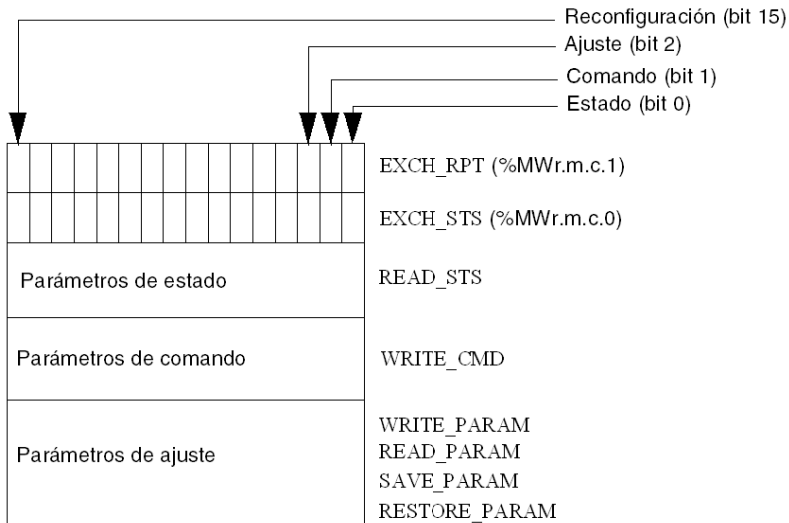 Reconfiguración (bit 15)
Ajuste (bit 2)
Comando (bit 1)
Estado (bit 0)
EXCH_RPT (%MWr.m.c.1)
EXCH_STS (%MWr.m.c.0)
Parámetros de estado READ_STS
Parámetros de comando WRITE_CMD
WRITE_PARAM
Parámetros de ajuste READ_PARAM
SAVE_PARAM
RESTORE_PARAM